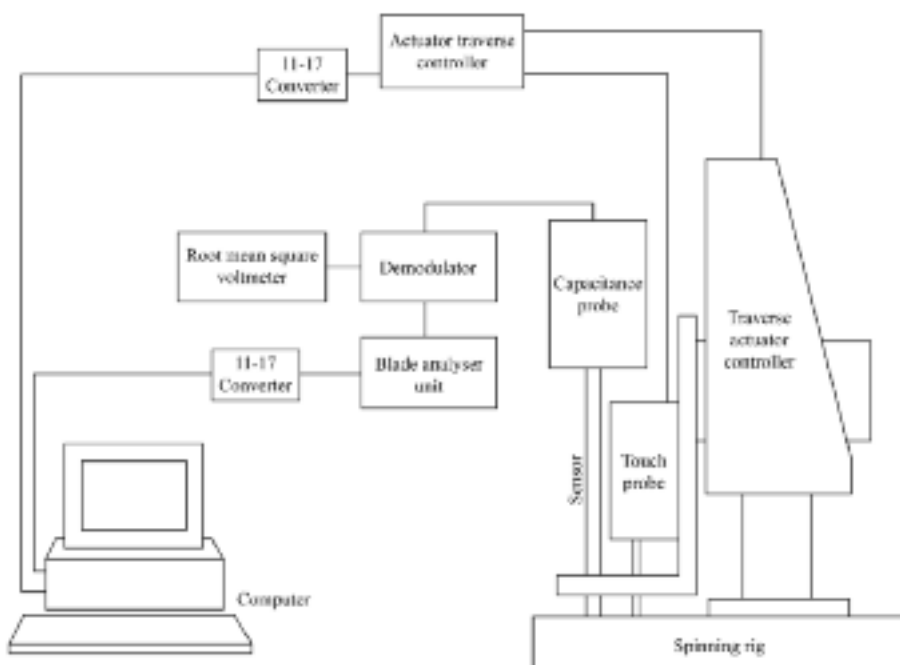 Actuator traverse
controller
11-17
Converter
Root mean square
voltmeter
Demodulator
Capacitance
probe
Traverse
actuator
controller
11-17
Converter
Blade analyser
unit
Sensor
Touch
probe
Computer
Spinning rig